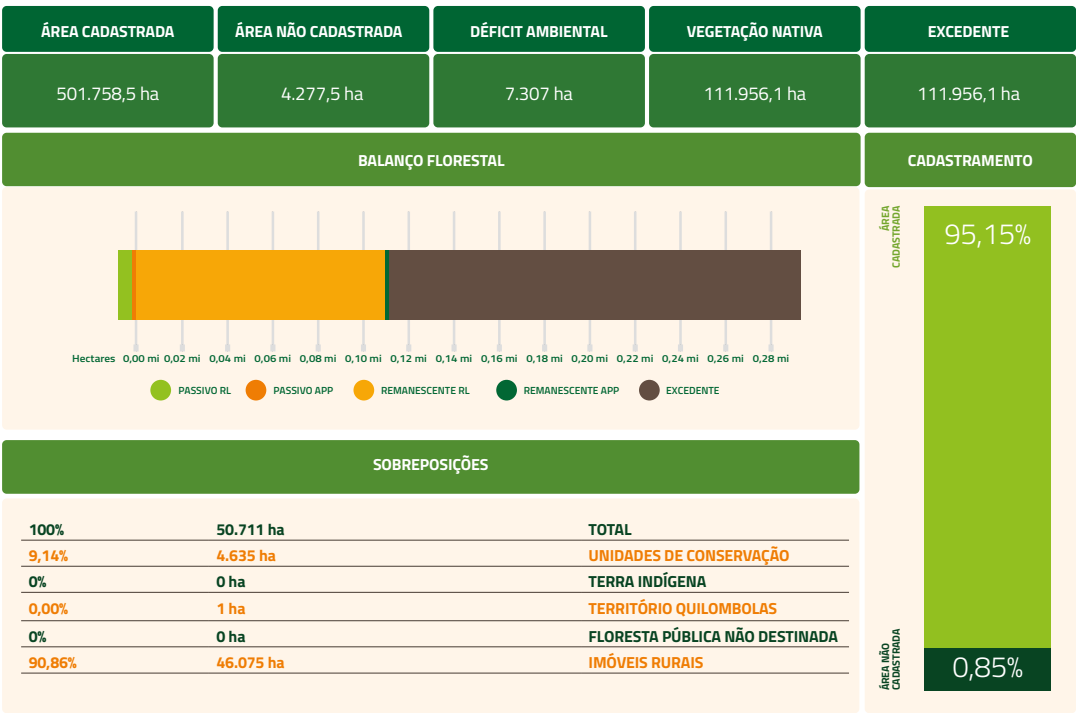 ÁREA CADASTRADA
ÁREA NÃO CADASTRADA
DÉFICIT AMBIENTAL
VEGETAÇÃO NATIVA
EXCEDENTE
501.758,5 ha
4.277,5 ha
7.307 ha
111.956,1 ha
111.956,1 ha
BALANÇO FLORESTAL
CADASTRAMENTO
Hectares 0,00 mi 0,02 mi 0,04 mi 0,06 mi 0,08 mi 0,10 mi 0,12 mi 0,14 mi 0,16 mi 0,18 mi 0,20 mi 0,22 mi 0,24 mi 0,26 mi 0,28 mi
PASSIVO RL
PASSIVO APP
REMANESCENTE RL
REMANESCENTE APP
EXCEDENTE
ÁREA
CADASTRADA
95,15%
SOBREPOSIÇÕES
100% 50.711 ha TOTAL
9,14% 4.635 ha UNIDADES DE CONSERVAÇÃO
0% 0 ha TERRA INDÍGENA
0,00% 1 ha TERRITÓRIO QUILOMBOLAS
0% 0 ha FLORESTA PÚBLICA NÃO DESTINADA
90,86% 46.075 ha IMÓVEIS RURAIS
ÁREA NÃO
CADASTRADA
0,85%